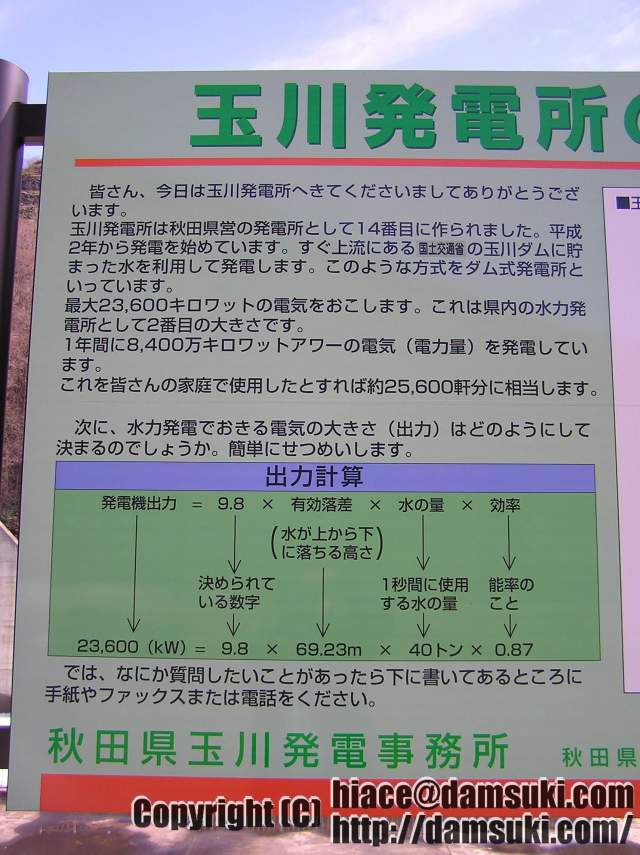 玉川発電所の
皆さん、今日は玉川発電所へきてくださいましてありがとうござ
います。
玉川発電所は秋田県営の発電所として14番目に作られました。平成
2年から発電を始めています。すぐ上流にある国土交通省の玉川ダムに貯
まった水を利用して発電します。このような方式をダム式発電所と
いっています。
最大23,600キロワットの電気をおこします。これは県内の水力発
電所として2番目の大きさです。
1年間に8,400万キロワットアワーの電気（電力量）を発電してい
ます。
これを皆さんの家庭で使用したとすれば約25,600軒分に相当します。
次に、水力発電でおきる電気の大きさ（出力）はどのようにして
決まるのでしょうか。簡単にせつめいします。
出力計算
発電機出力 = 9.8 × 有効落差 × 水の量 × 効率
（水が上から下
に落ちる高さ）
決められて いる数字
1秒間に使用 する水の量
能率の こと
23,600（kW）= 9.8 × 69.23m × 40トン × 0.87
では、なにか質問したいことがあったら下に書いてあるところに
手紙やファックスまたは電話をください。
秋田県玉川発電事務所
秋田県
■玉
Copyright (C) hiace@damsuki.com
http://damsuki.com/